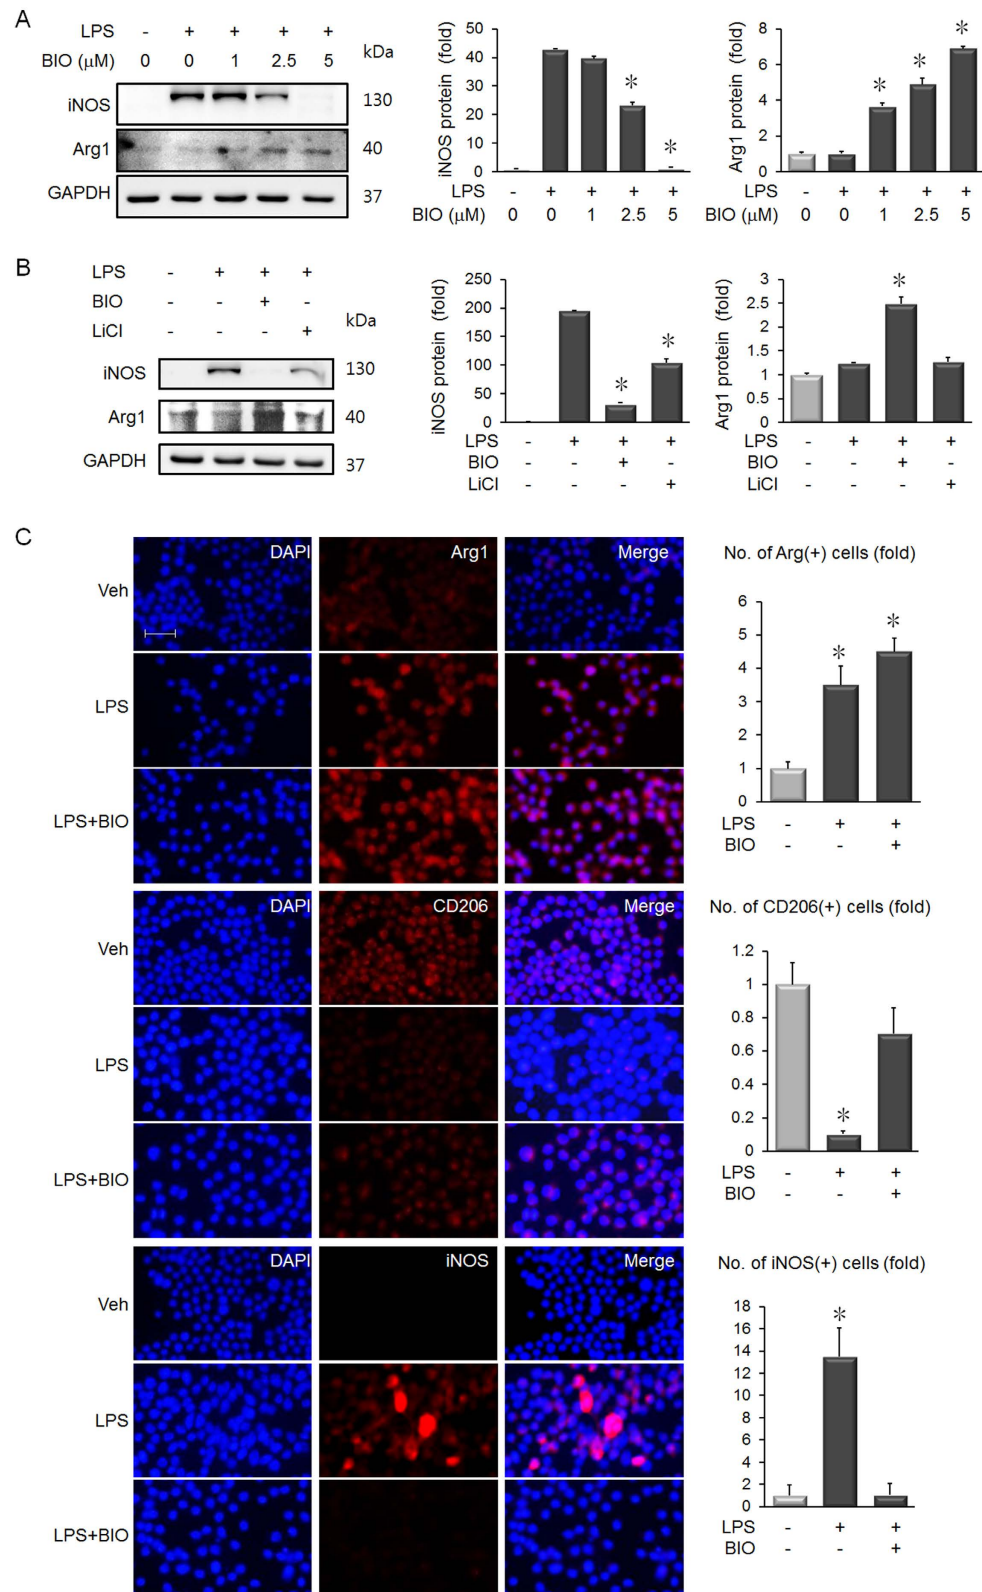 A
LPS - + + + +
BIO (μM) 0 0 1 2.5 5
kDa
iNOS 130
Arg1 40
GAPDH 37
iNOS protein (fold)
50
40
30
20
10
0
* *
LPS - + + + +
BIO (μM) 0 0 1 2.5 5
Arg1 protein (fold)
8
6
4
2
0
* * *
LPS - + + + +
BIO (μM) 0 0 1 2.5 5
B
LPS - + + +
BIO - - + -
LiCl - - - +
kDa
iNOS 130
Arg1 40
GAPDH 37
iNOS protein (fold)
250
200
150
100
50
0
* *
LPS - + + +
BIO - - + -
LiCl - - - +
Arg1 protein (fold)
3
2.5
2
1.5
1
0.5
0
*
LPS - + + +
BIO - - + -
LiCl - - - +
C
DAPI Arg1 Merge
Veh
LPS
LPS+BIO
No. of Arg(+) cells (fold)
6
5
4
3
2
1
0
* *
LPS - + +
BIO - - +
DAPI CD206 Merge
Veh
LPS
LPS+BIO
No. of CD206(+) cells (fold)
1.2
1
0.8
0.6
0.4
0.2
0
*
LPS - + +
BIO - - +
DAPI iNOS Merge
Veh
LPS
LPS+BIO
No. of iNOS(+) cells (fold)
18
16
14
12
10
8
6
4
2
0
*
LPS - + +
BIO - - +